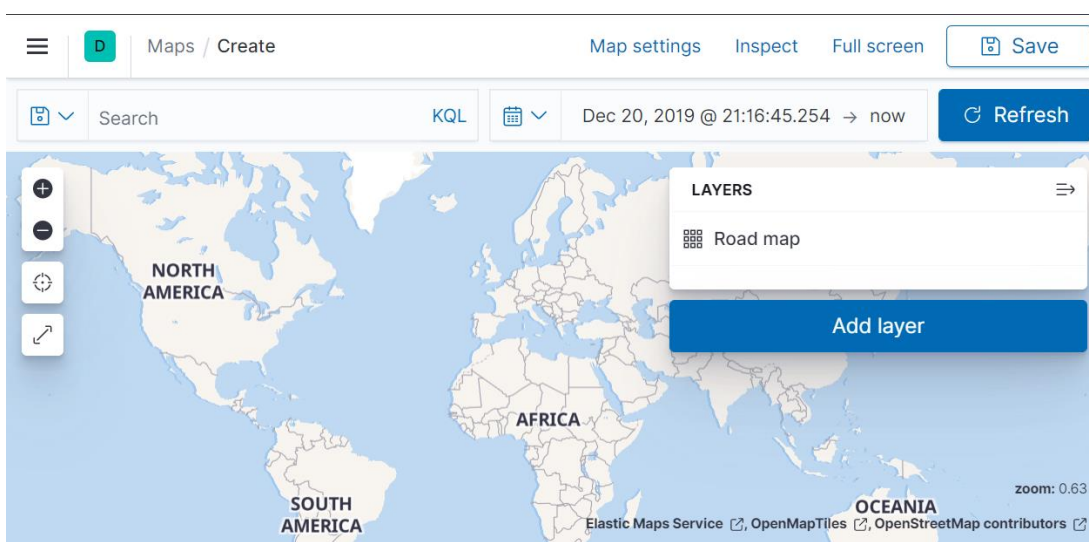 D Maps / Create Map settings Inspect Full screen Save
Search KQL Dec 20, 2019 @ 21:16:45.254 → now Refresh
LAYERS
Road map
Add layer
NORTH
AMERICA
AFRICA
SOUTH
AMERICA
OCEANIA
zoom: 0.63
Elastic Maps Service , OpenMapTiles , OpenStreetMap contributors